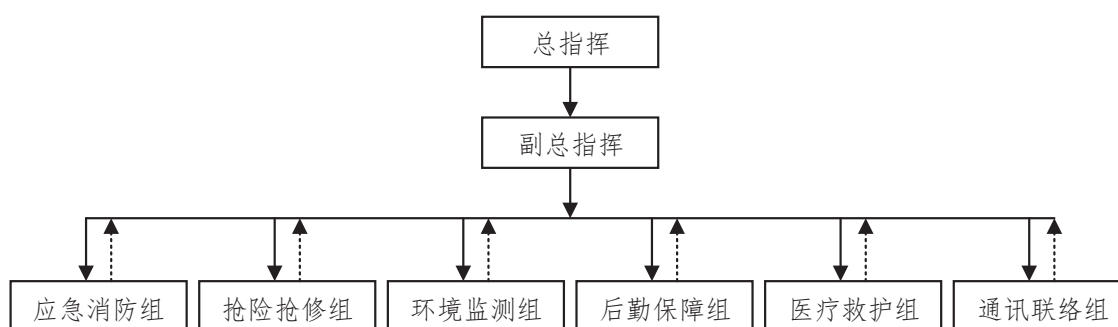 总指挥
副总指挥
应急消防组
抢险抢修组
环境监测组
后勤保障组
医疗救护组
通讯联络组